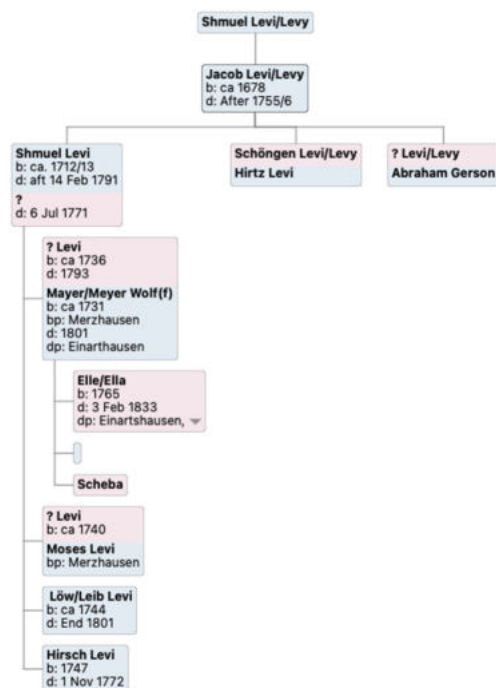 Shmuel Levi/Levy
Jacob Levi/Levy
b: ca 1678
d: After 1755/6
Shmuel Levi
b: ca. 1712/13
d: aft 14 Feb 1791
?
d: 6 Jul 1771
Schöngen Levi/Levy
Hirtz Levi
? Levi/Levy
Abraham Gerson
? Levi
b: ca 1736
d: 1793
Mayer/Meyer Wolf(f)
b: ca 1731
bp: Merzhausen
d: 1801
dp: Einarthausen
Elle/Ella
b: 1765
d: 3 Feb 1833
dp: Einartshausen,
Scheba
? Levi
b: ca 1740
Moses Levi
bp: Merzhausen
Löw/Leib Levi
b: ca 1744
d: End 1801
Hirsch Levi
b: 1747
d: 1 Nov 1772